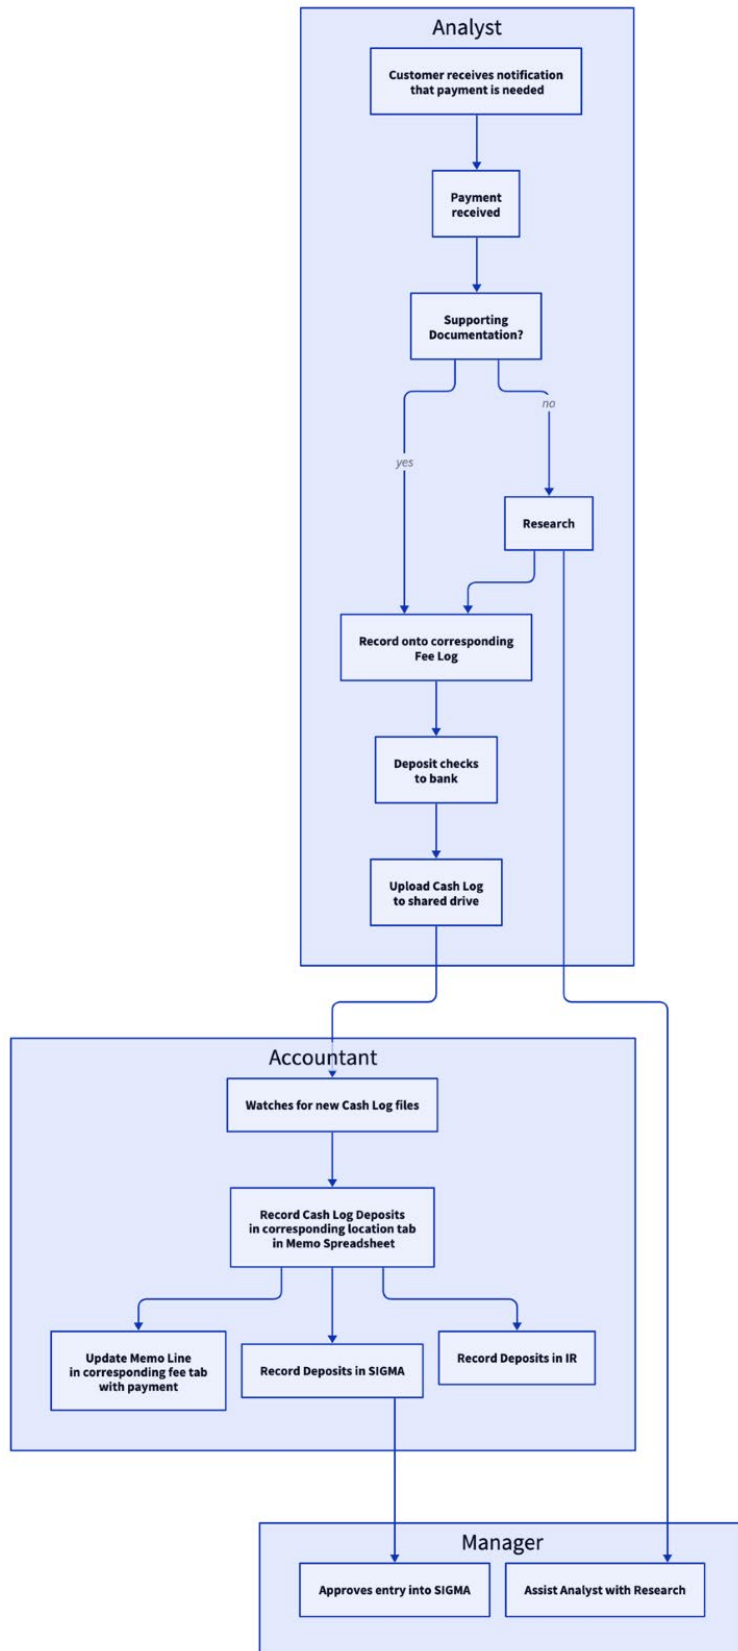 Analyst
Customer receives notification
that payment is needed
Payment
received
Supporting
Documentation?
no
yes
Research
Record onto corresponding
Fee Log
Deposit checks
to bank
Upload Cash Log
to shared drive
Accountant
Watches for new Cash Log files
Record Cash Log Deposits
in corresponding location tab
in Memo Spreadsheet
Update Memo Line
in corresponding fee tab
with payment
Record Deposits in SIGMA
Record Deposits in IR
Manager
Approves entry into SIGMA
Assist Analyst with Research